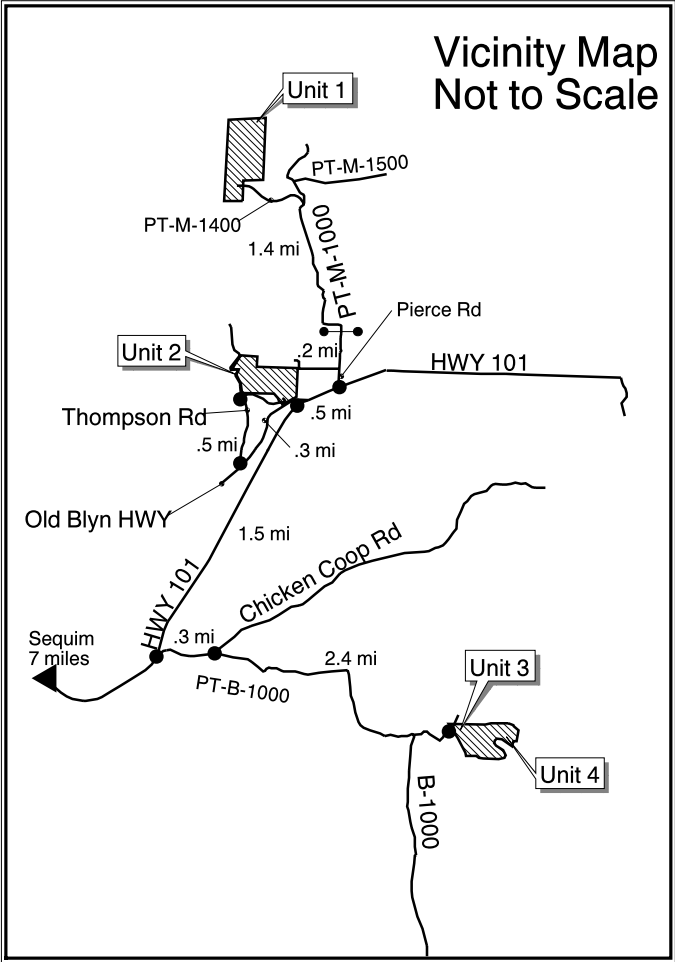 Vicinity Map
Not to Scale
Unit 1
PT-M-1500
PT-M-1400
PT-M-1000
1.4 mi
Pierce Rd
.2 mi
Unit 2
HWY 101
Thompson Rd
.5 mi
.5 mi
.3 mi
Old Blyn HWY
1.5 mi
Chicken Coop Rd
HWY 101
.3 mi
Sequim
7 miles
2.4 mi
PT-B-1000
Unit 3
Unit 4
B-1000